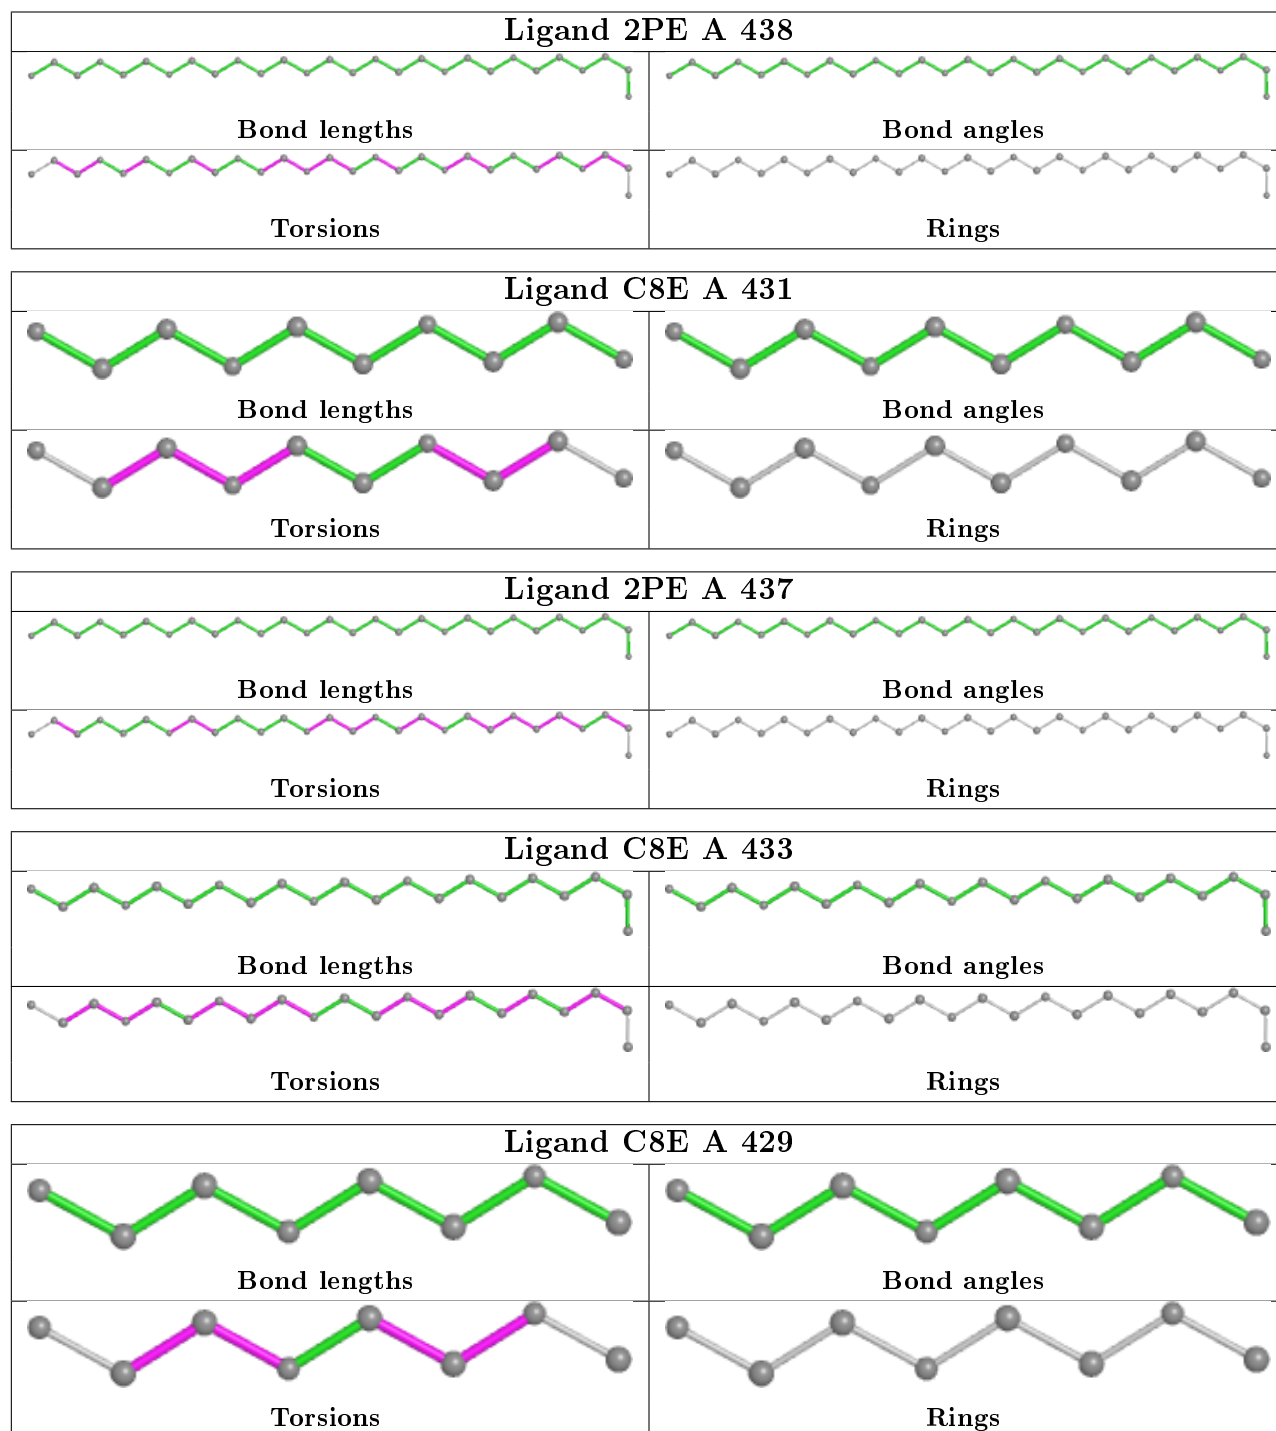 Ligand 2PE A 438
Bond lengths
Bond angles
Torsions
Rings
Ligand C8E A 431
Bond lengths
Bond angles
Torsions
Rings
Ligand 2PE A 437
Bond lengths
Bond angles
Torsions
Rings
Ligand C8E A 433
Bond lengths
Bond angles
Torsions
Rings
Ligand C8E A 429
Bond lengths
Bond angles
Torsions
Rings